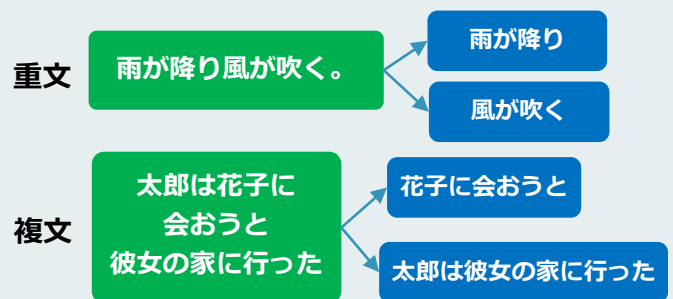 重文
雨が降り風が吹く。
雨が降り
風が吹く
複文
太郎は花子に
会おうと
彼女の家に行った
花子に会おうと
太郎は彼女の家に行った